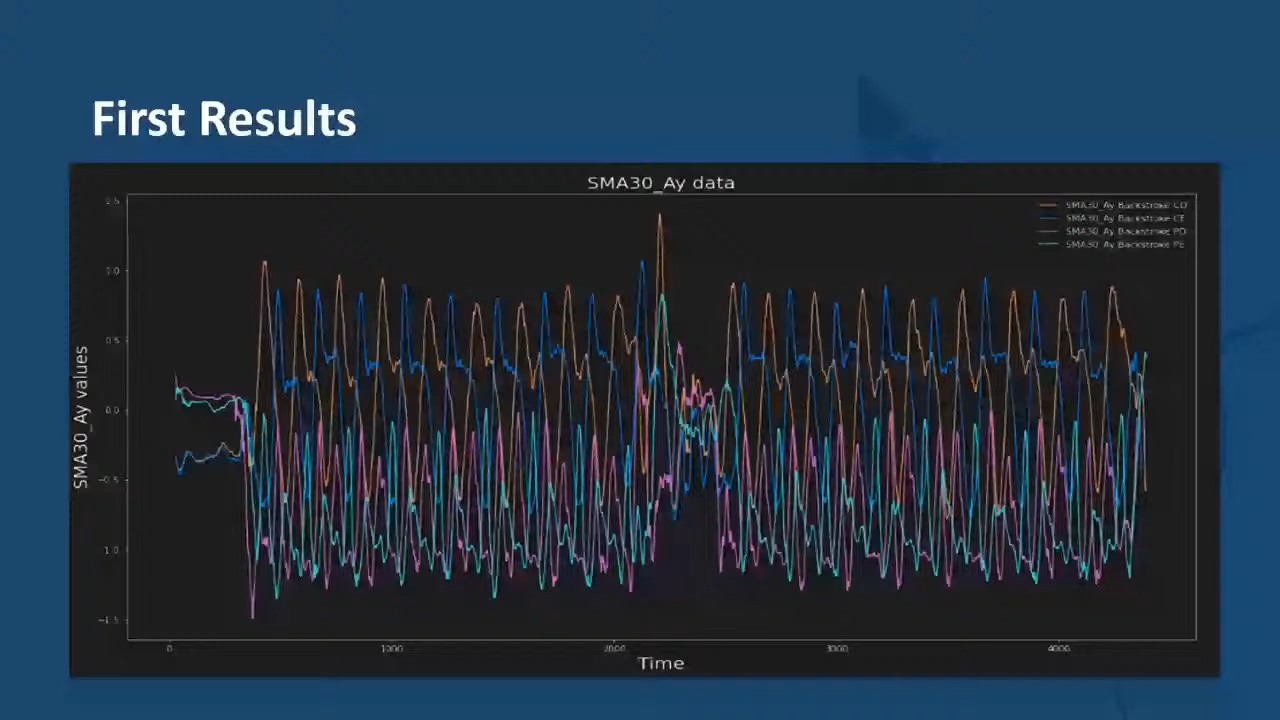 First Results
SMA30_Ay data
SMA30_Ay Backstroke CD
SMA30_Ay Backstroke CE
SMA30_Ay Backstroke PD
SMA30_Ay Backstroke PE
1.5
1.0
0.5
0.0
−0.5
−1.0
−1.5
SMA30_Ay values
0 1000 2000 3000 4000
Time